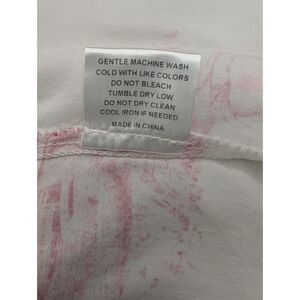 GENTLE MACHINE WASH
COLD WITH LIKE COLORS
DO NOT BLEACH
TUMBLE DRY LOW
DO NOT DRY CLEAN
COOL IRON IF NEEDED
MADE IN CHINA